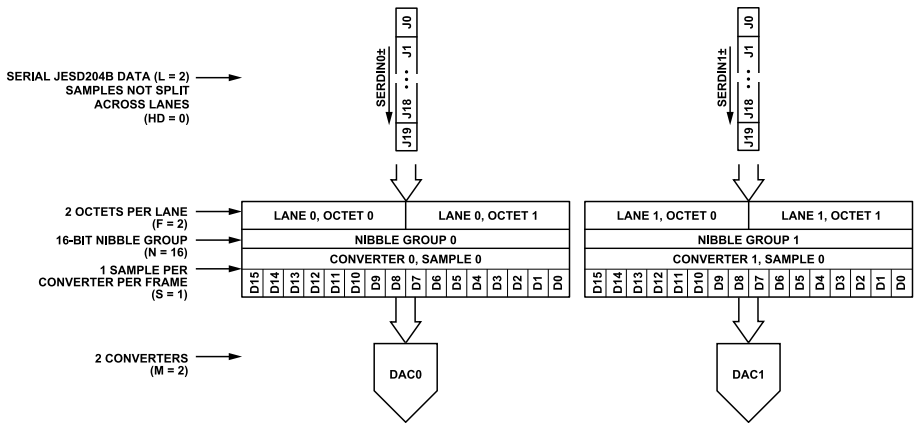 J0
J1
SERDIN0±
J18 • • •
J19
J0
J1
SERDIN1±
J18 • • •
J19
SERIAL JESD204B DATA (L = 2)
SAMPLES NOT SPLIT
ACROSS LANES
(HD = 0)
2 OCTETS PER LANE
(F = 2)
LANE 0, OCTET 0 LANE 0, OCTET 1 LANE 1, OCTET 0 LANE 1, OCTET 1
16-BIT NIBBLE GROUP
(N = 16)
NIBBLE GROUP 0 NIBBLE GROUP 1
1 SAMPLE PER
CONVERTER PER FRAME
(S = 1)
CONVERTER 0, SAMPLE 0 CONVERTER 1, SAMPLE 0
D15 D14 D13 D12 D11 D10 D9 D8 D7 D6 D5 D4 D3 D2 D1 D0 D15 D14 D13 D12 D11 D10 D9 D8 D7 D6 D5 D4 D3 D2 D1 D0
2 CONVERTERS
(M = 2)
DAC0 DAC1